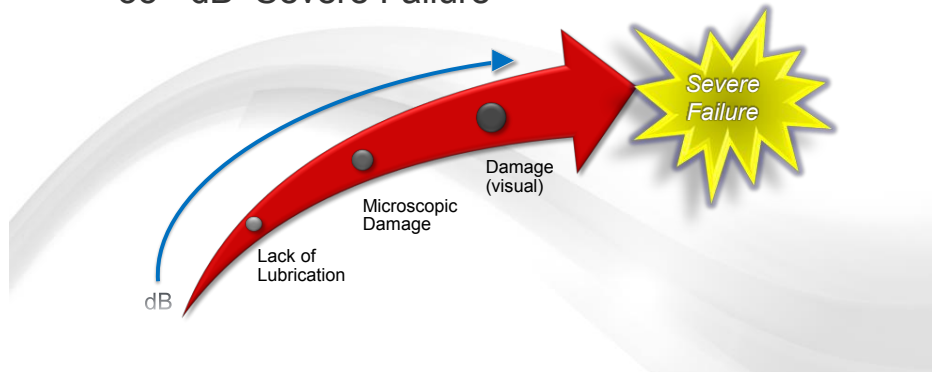 dB Severe Failure
Severe
Failure
Damage
(visual)
Microscopic
Damage
Lack of
Lubrication
dB